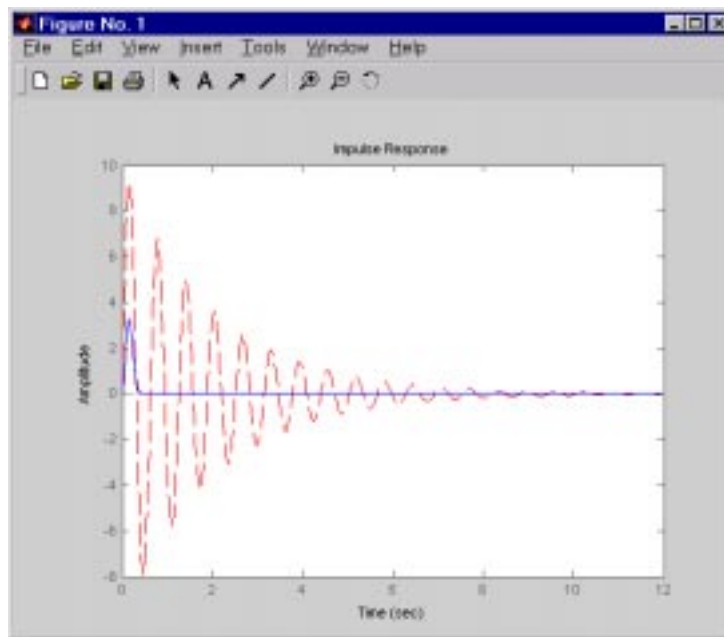 Figure No. 1
File Edit View Insert Tools Window Help
A
Impulse Response
10
8
6
4
2
0
-2
-4
-6
-8
Amplitude
0 2 4 6 8 10 12
Time (sec)